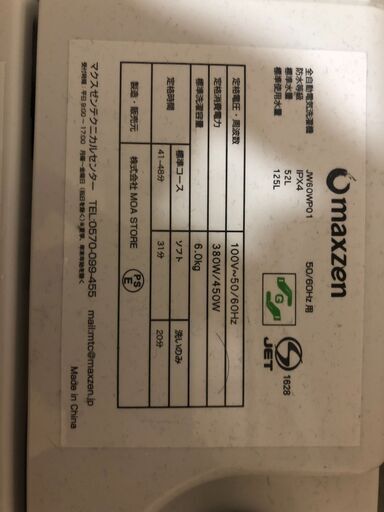 maxzen
50/60Hz用
JET
1628
全自動電気洗濯機 JW60WP01
防水等級 IPX4
標準水量 52L
標準使用水量 125L
定格電圧・周波数 100V~50/60Hz
定格消費電力 380W/450W
標準洗濯容量 6.0kg
定格時間 標準コース ソフト 洗いのみ
41-48分 31分 20分
製造・販売元 株式会社 MOA STORE
PS
E
マクスゼンテクニカルセンター TEL:0570-099-455 mail:mtc@maxzen.jp
Made in China